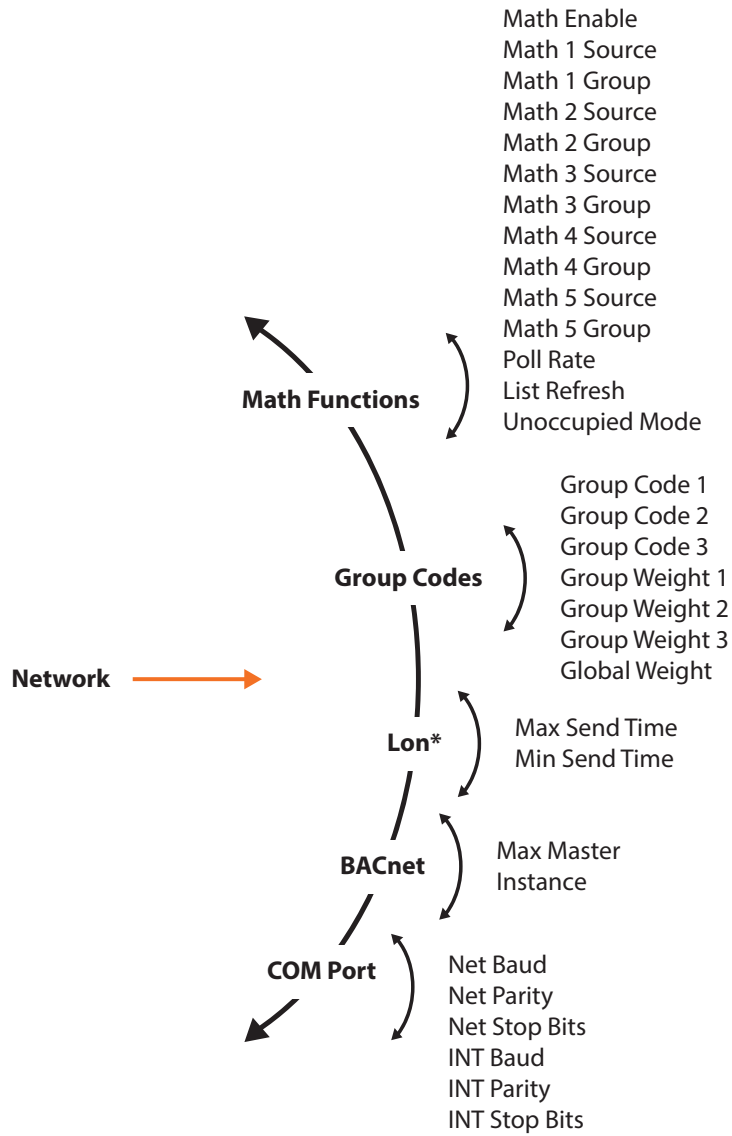 Math Enable
Math 1 Source
Math 1 Group
Math 2 Source
Math 2 Group
Math 3 Source
Math 3 Group
Math 4 Source
Math 4 Group
Math 5 Source
Math 5 Group
Poll Rate
List Refresh
Unoccupied Mode
Math Functions
Group Code 1
Group Code 2
Group Code 3
Group Weight 1
Group Weight 2
Group Weight 3
Global Weight
Group Codes
Network
Lon*
Max Send Time
Min Send Time
BACnet
Max Master
Instance
COM Port
Net Baud
Net Parity
Net Stop Bits
INT Baud
INT Parity
INT Stop Bits